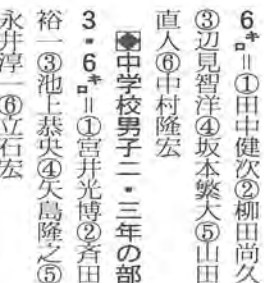 6㌔=①田中健次②柳田尚久
③辺見智洋④坂本繁大⑤山田
直人⑥中村隆宏
◆中学校男子二・三年の部
3・6㌔=①宮井光博②斉田
裕一③池上恭央④矢島隆之⑤
永井淳一⑥立石宏